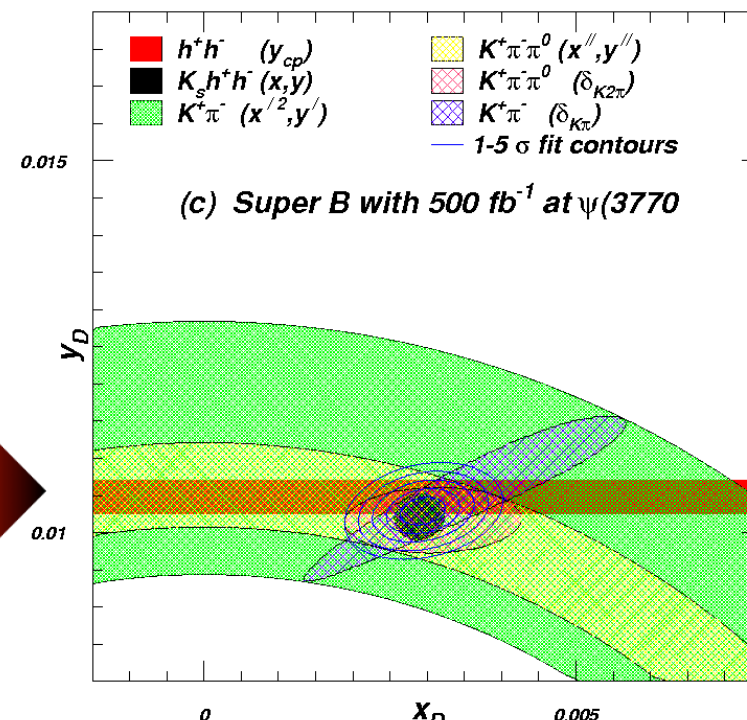 h⁺h⁻ (y_cp)
K_s h⁺h⁻ (x,y)
K⁺π⁻ (x′²,y′)
K⁺π⁻π⁰ (x″,y″)
K⁺π⁻π⁰ (δ_K2π)
K⁺π⁻ (δ_Kπ)
1-5 σ fit contours
0.015
(c) Super B with 500 fb⁻¹ at ψ(3770
y_D
0.01
0
x_D
0.005